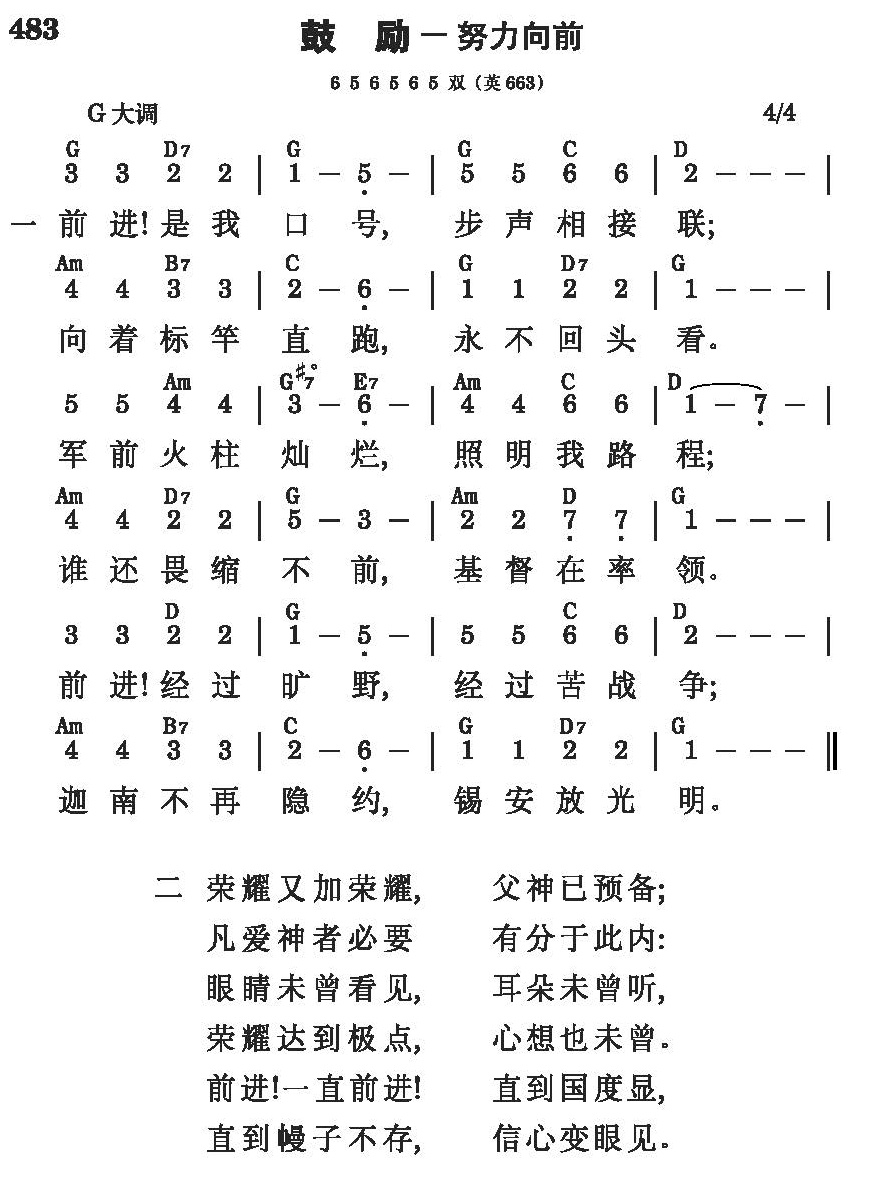 483
鼓 励 — 努力向前
6 5 6 5 6 5 双 (英 663)
G 大调 4/4
G D7 G G C D
3 3 2 2 | 1 – 5 – | 5 5 6 6 | 2 – – – |
一 前 进! 是 我 口 号, 步 声 相 接 联;
Am B7 C G D7 G
4 4 3 3 | 2 – 6 – | 1 1 2 2 | 1 – – – |
向 着 标 竿 直 跑, 永 不 回 头 看。
Am G♯°7 E7 Am C D
5 5 4 4 | 3 – 6 – | 4 4 6 6 | 1 – 7 – |
军 前 火 柱 灿 烂, 照 明 我 路 程;
Am D7 G Am D G
4 4 2 2 | 5 – 3 – | 2 2 7 7 | 1 – – – |
谁 还 畏 缩 不 前, 基 督 在 率 领。
D G C D
3 3 2 2 | 1 – 5 – | 5 5 6 6 | 2 – – – |
前 进! 经 过 旷 野, 经 过 苦 战 争;
Am B7 C G D7 G
4 4 3 3 | 2 – 6 – | 1 1 2 2 | 1 – – – ‖
迦 南 不 再 隐 约, 锡 安 放 光 明。
二 荣耀又加荣耀, 父神已预备;
凡爱神者必要 有分于此内:
眼睛未曾看见, 耳朵未曾听,
荣耀达到极点, 心想也未曾。
前进!一直前进! 直到国度显,
直到幔子不存, 信心变眼见。